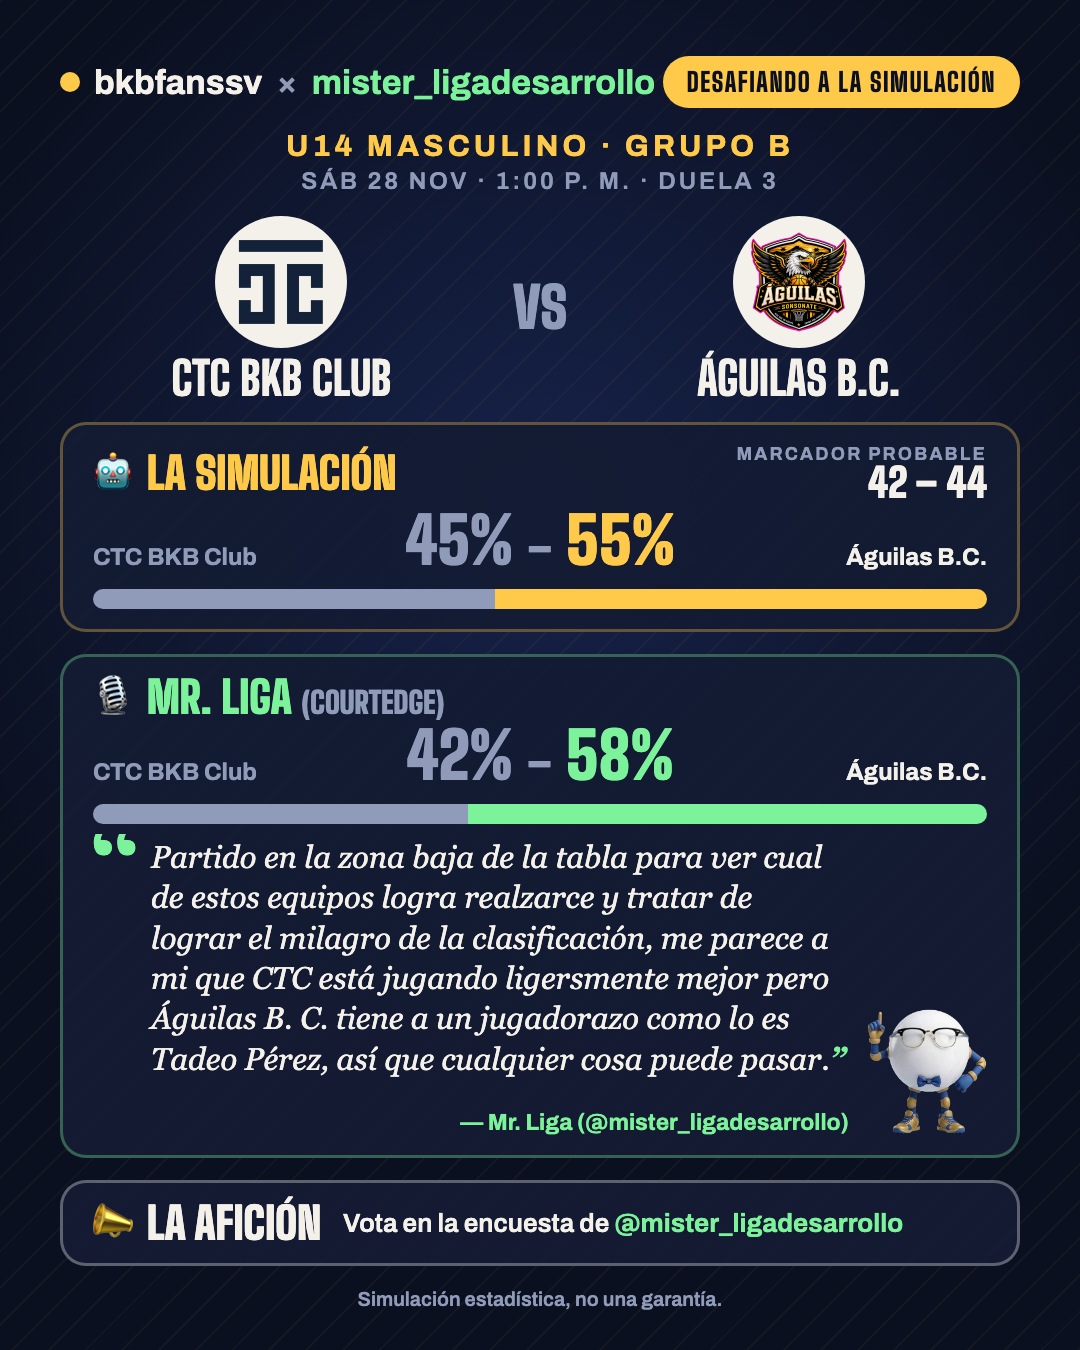 bkbfanssv × mister_ligadesarrollo DESAFIANDO A LA SIMULACIÓN
U14 MASCULINO · GRUPO B
SÁB 28 NOV · 1:00 P. M. · DUELA 3
ÁGUILAS
SONSONATE
VS
CTC BKB CLUB
ÁGUILAS B.C.
LA SIMULACIÓN
MARCADOR PROBABLE
42 – 44
CTC BKB Club 45% – 55% Águilas B.C.
MR. LIGA (COURTEDGE)
CTC BKB Club 42% – 58% Águilas B.C.
“Partido en la zona baja de la tabla para ver cual
de estos equipos logra realzarce y tratar de
lograr el milagro de la clasificación, me parece a
mi que CTC está jugando ligersmente mejor pero
Águilas B. C. tiene a un jugadorazo como lo es
Tadeo Pérez, así que cualquier cosa puede pasar.”
— Mr. Liga (@mister_ligadesarrollo)
LA AFICIÓN Vota en la encuesta de @mister_ligadesarrollo
Simulación estadística, no una garantía.